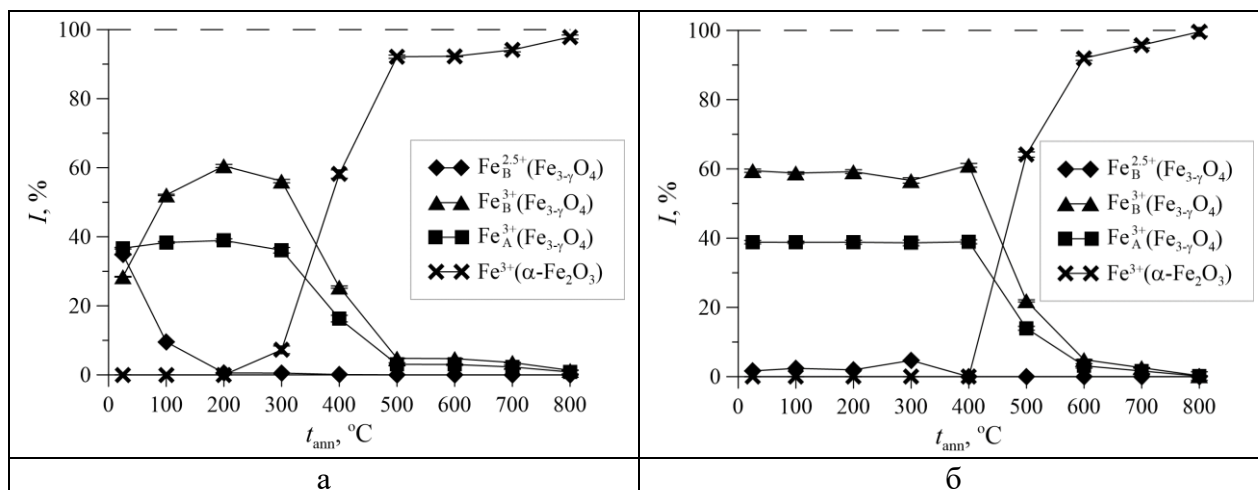 100
80
60
40
20
0
I, %
0 100 200 300 400 500 600 700 800
t_ann, °C
Fe_B^2.5+(Fe_3-γO_4)
Fe_B^3+(Fe_3-γO_4)
Fe_A^3+(Fe_3-γO_4)
Fe^3+(α-Fe_2O_3)
100
80
60
40
20
0
I, %
0 100 200 300 400 500 600 700 800
t_ann, °C
Fe_B^2.5+(Fe_3-γO_4)
Fe_B^3+(Fe_3-γO_4)
Fe_A^3+(Fe_3-γO_4)
Fe^3+(α-Fe_2O_3)
а
б